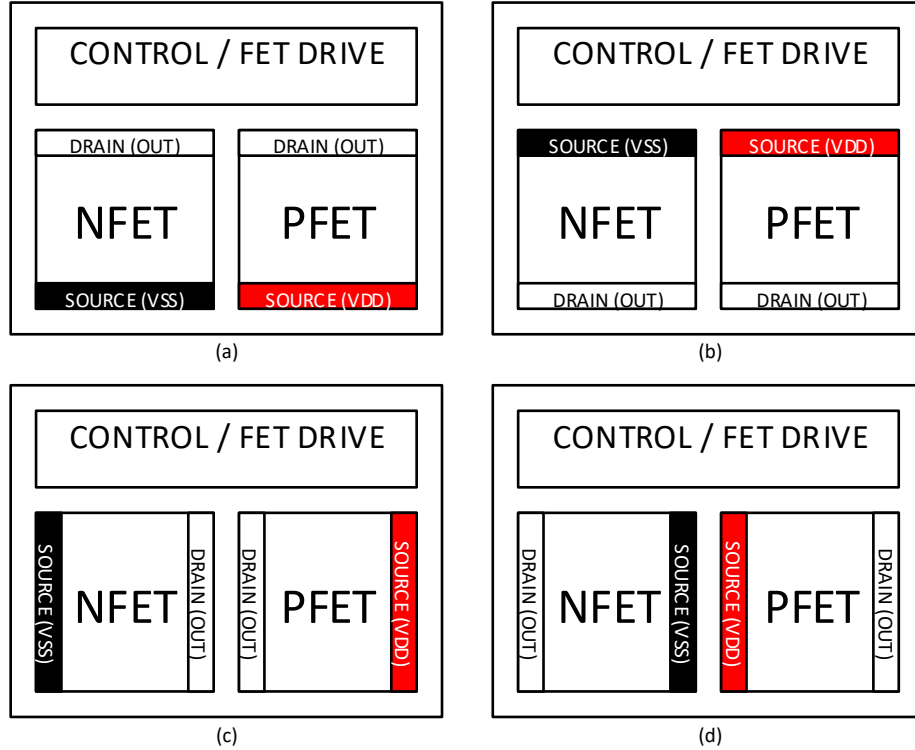 CONTROL / FET DRIVE
DRAIN (OUT)
DRAIN (OUT)
NFET
PFET
SOURCE (VSS)
SOURCE (VDD)
(a)
CONTROL / FET DRIVE
SOURCE (VSS)
SOURCE (VDD)
NFET
PFET
DRAIN (OUT)
DRAIN (OUT)
(b)
CONTROL / FET DRIVE
SOURCE (VSS)
NFET
DRAIN (OUT)
DRAIN (OUT)
PFET
SOURCE (VDD)
(c)
CONTROL / FET DRIVE
DRAIN (OUT)
NFET
SOURCE (VSS)
SOURCE (VDD)
PFET
DRAIN (OUT)
(d)